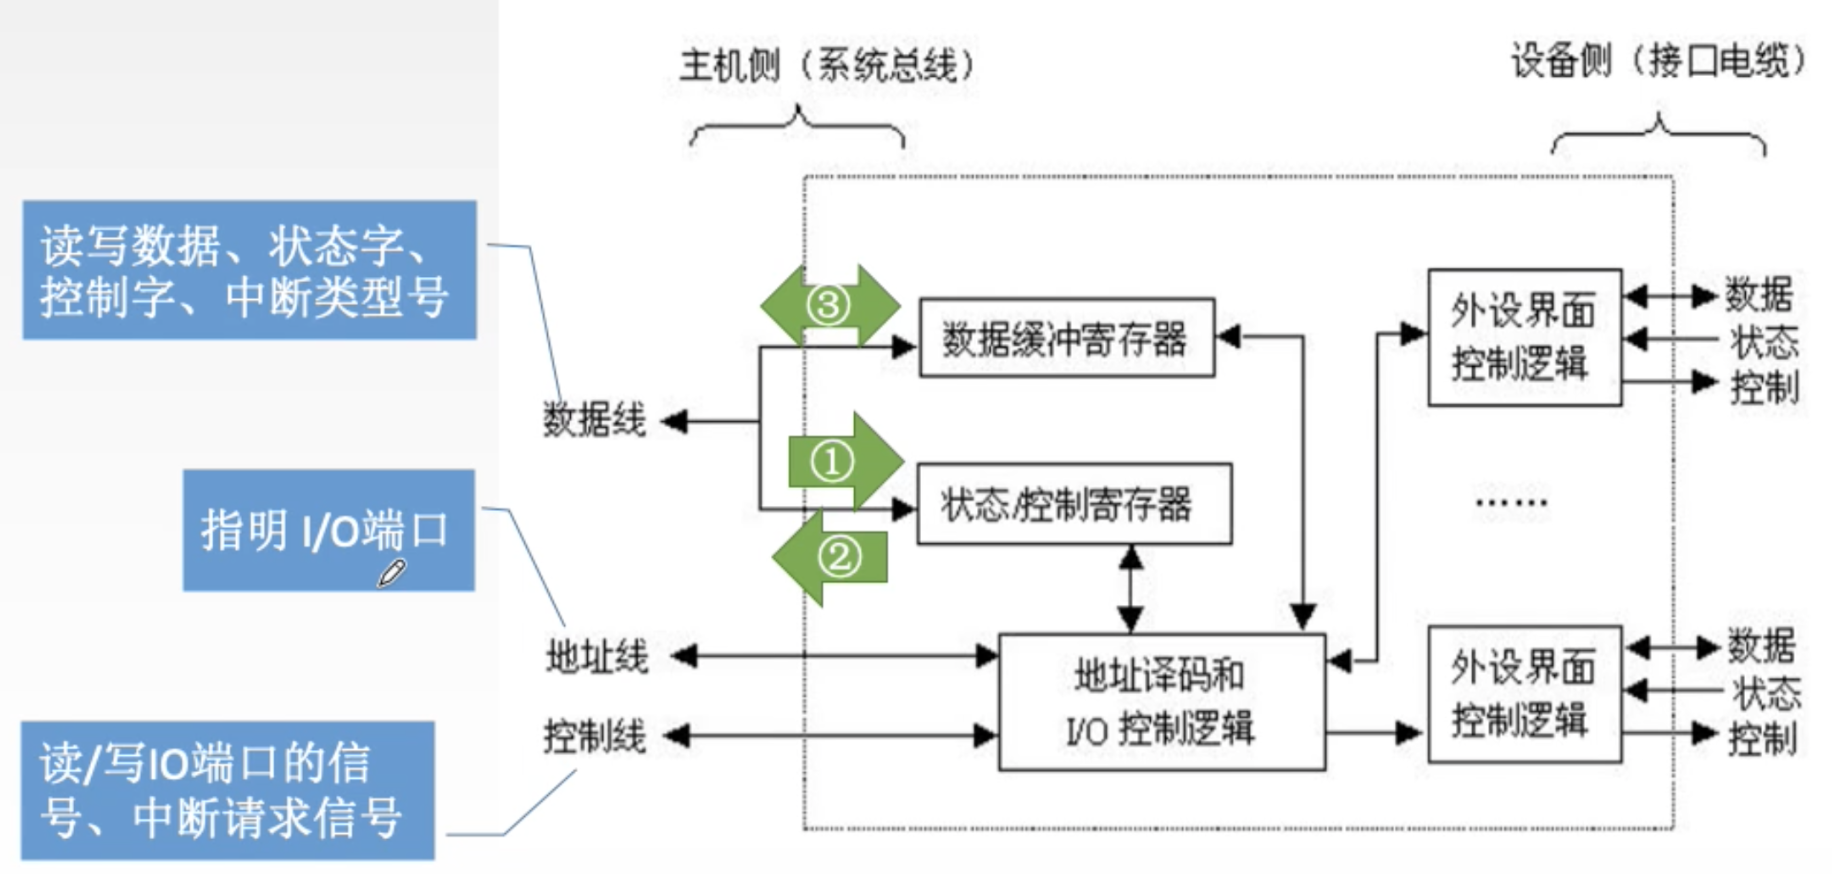 主机侧（系统总线）
设备侧（接口电缆）
读写数据、状态字、
控制字、中断类型号
③
数据缓冲寄存器
外设界面
控制逻辑
数据
状态
控制
数据线
①
状态/控制寄存器
……
②
指明 I/O端口
地址线
地址译码和
I/O 控制逻辑
外设界面
控制逻辑
数据
状态
控制
控制线
读/写IO端口的信
号、中断请求信号